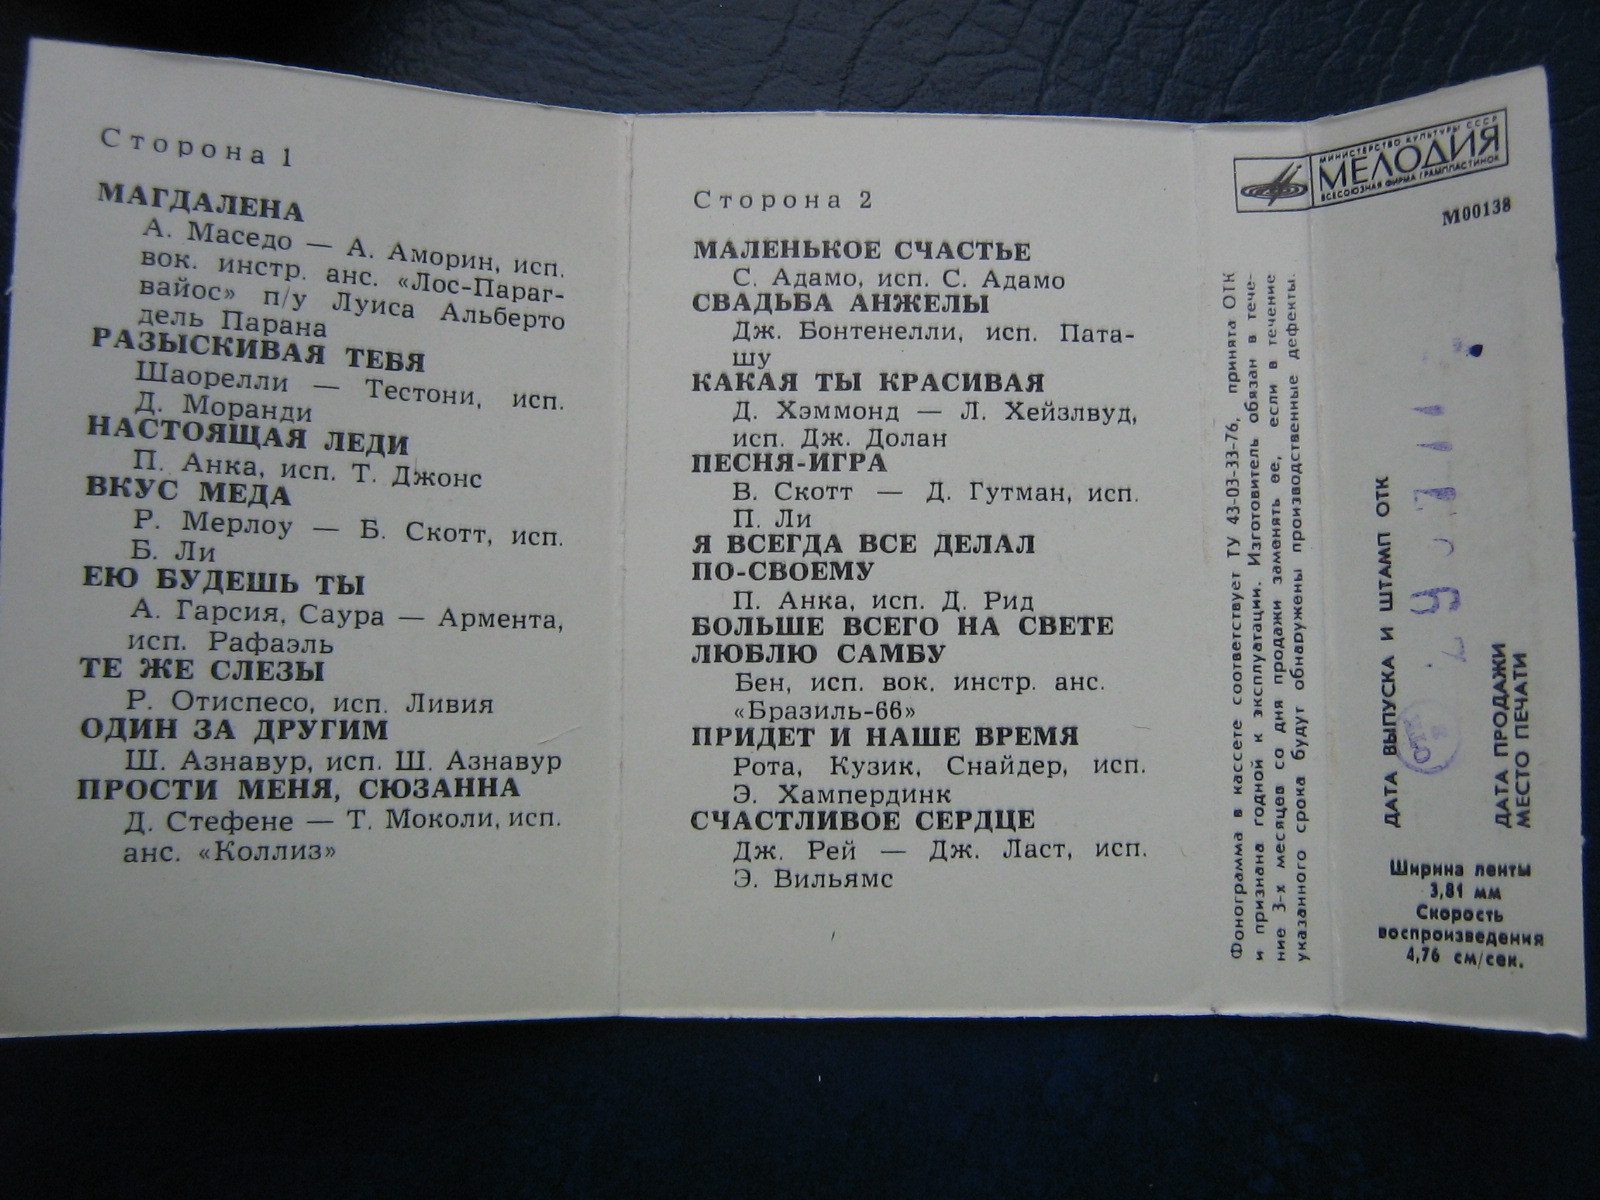 Сторона 1
МАГДАЛЕНА
А. Маседо — А. Аморин, исп.
вок. инстр. анс. «Лос-Параг-
вайос» п/у Луиса Альберто
дель Парана
РАЗЫСКИВАЯ ТЕБЯ
Шаорелли — Тестони, исп.
Д. Моранди
НАСТОЯЩАЯ ЛЕДИ
П. Анка, исп. Т. Джонс
ВКУС МЕДА
Р. Мерлоу — Б. Скотт, исп.
Б. Ли
ЕЮ БУДЕШЬ ТЫ
А. Гарсия, Саура — Армента,
исп. Рафаэль
ТЕ ЖЕ СЛЕЗЫ
Р. Отиспесо, исп. Ливия
ОДИН ЗА ДРУГИМ
Ш. Азнавур, исп. Ш. Азнавур
ПРОСТИ МЕНЯ, СЮЗАННА
Д. Стефене — Т. Моколи, исп.
анс. «Коллиз»
Сторона 2
МАЛЕНЬКОЕ СЧАСТЬЕ
С. Адамо, исп. С. Адамо
СВАДЬБА АНЖЕЛЫ
Дж. Бонтенелли, исп. Пата-
шу
КАКАЯ ТЫ КРАСИВАЯ
Д. Хэммонд — Л. Хейзлвуд,
исп. Дж. Долан
ПЕСНЯ-ИГРА
В. Скотт — Д. Гутман, исп.
П. Ли
Я ВСЕГДА ВСЕ ДЕЛАЛ
ПО-СВОЕМУ
П. Анка, исп. Д. Рид
БОЛЬШЕ ВСЕГО НА СВЕТЕ
ЛЮБЛЮ САМБУ
Бен, исп. вок. инстр. анс.
«Бразиль-66»
ПРИДЕТ И НАШЕ ВРЕМЯ
Рота, Кузик, Снайдер, исп.
Э. Хампердинк
СЧАСТЛИВОЕ СЕРДЦЕ
Дж. Рей — Дж. Ласт, исп.
Э. Вильямс
Фонограмма в кассете соответствует ТУ 43-03-33-76, принята ОТК
и признана годной к эксплуатации. Изготовитель обязан в тече-
ние 3-х месяцев со дня продажи заменять ее, если в течение
указанного срока будут обнаружены производственные дефекты.
МИНИСТЕРСТВО КУЛЬТУРЫ СССР
МЕЛОДИЯ
ВСЕСОЮЗНАЯ ФИРМА ГРАМПЛАСТИНОК
М00138
ДАТА ВЫПУСКА И ШТАМП ОТК
ОТК
ДАТА ПРОДАЖИ
МЕСТО ПЕЧАТИ
Ширина ленты
3,81 мм
Скорость
воспроизведения
4,76 см/сек.